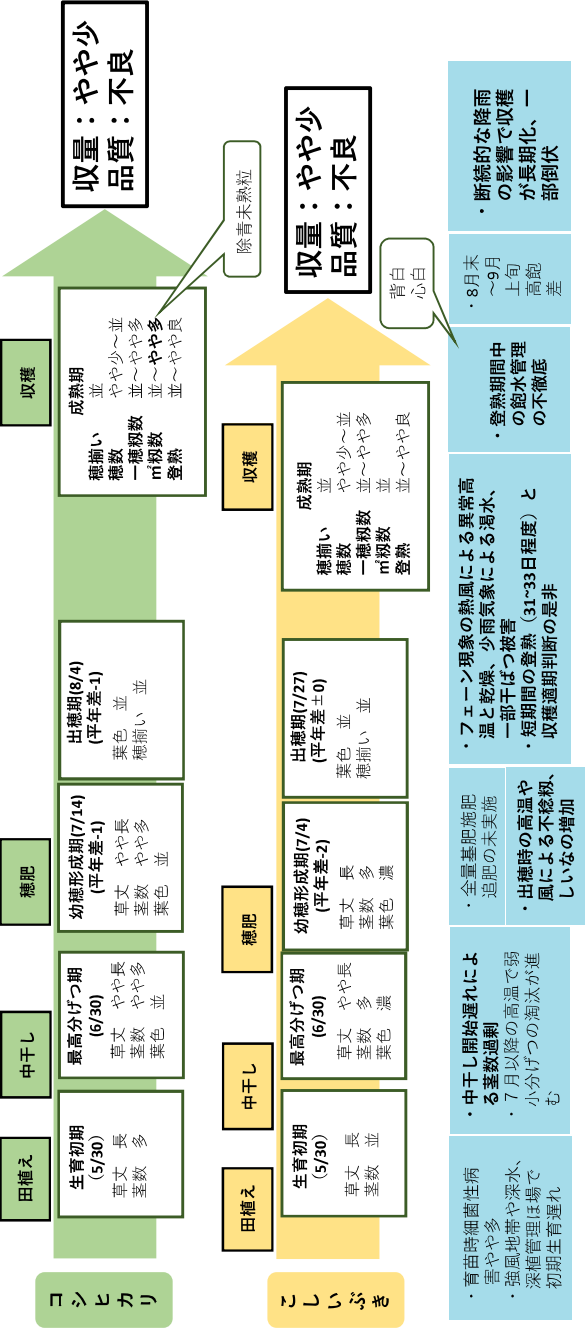 コシヒカリ
田植え
中干し
穂肥
収穫
生育初期
（5/30）
草丈　長
茎数　多
最高分げつ期
（6/30）
草丈　やや長
茎数　やや多
葉色　並
幼穂形成期(7/14)
(平年差-1)
草丈　やや長
茎数　やや多
葉色　並
出穂期(8/4)
(平年差-1)
葉色　並
穂揃い　並
成熟期
穂揃い　並
穂数　やや少～並
一穂籾数　並～やや多
㎡籾数　並～やや多
登熟　並～やや良
除青未熟粒
収量：やや少
品質：不良
こしいぶき
田植え
中干し
穂肥
収穫
生育初期
（5/30）
草丈　長
茎数　並
最高分げつ期
(6/30)
草丈　やや長
茎数　多
葉色　濃
幼穂形成期(7/4)
(平年差-2)
草丈　長
茎数　多
葉色　濃
出穂期(7/27)
(平年差±0)
葉色　並
穂揃い　並
成熟期
穂揃い　並
穂数　やや少～並
一穂籾数　並～やや多
㎡籾数　並
登熟　並～やや良
背白
心白
収量：やや少
品質：不良
・育苗時細菌性病
害やや多
・強風地帯や深水、
深植管理ほ場で
初期生育遅れ
・中干し開始遅れによ
る茎数過剰
・７月以降の高温で弱
小分げつの淘汰が進
む
・全量基肥施肥
追肥の未実施
・出穂時の高温や
風による不稔籾、
しいなの増加
・フェーン現象の熱風による異常高
温と乾燥、少雨気象による渇水、
一部干ばつ被害
・短期間の登熟（31~33日程度）と
収穫適期判断の是非
・登熟期間中
の飽水管理
の不徹底
・8月末
～9月
上旬
高飽
差
・断続的な降雨
の影響で収穫
が長期化、一
部倒伏